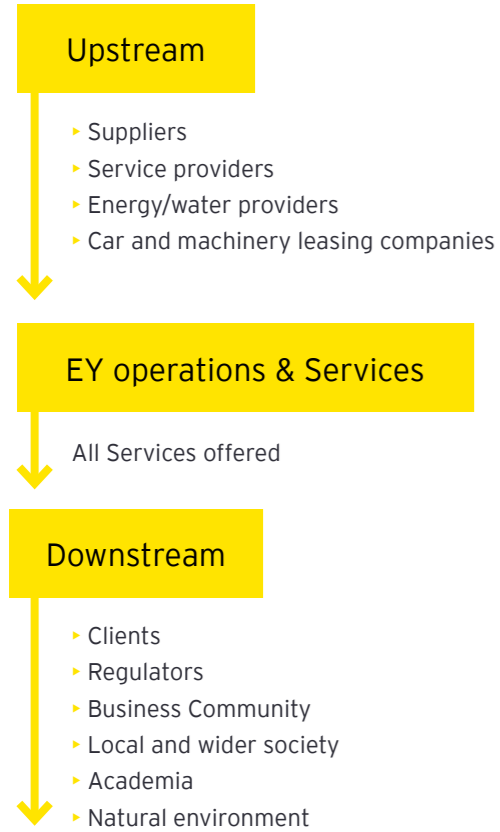 Upstream
‣ Suppliers
‣ Service providers
‣ Energy/water providers
‣ Car and machinery leasing companies
EY operations & Services
All Services offered
Downstream
‣ Clients
‣ Regulators
‣ Business Community
‣ Local and wider society
‣ Academia
‣ Natural environment